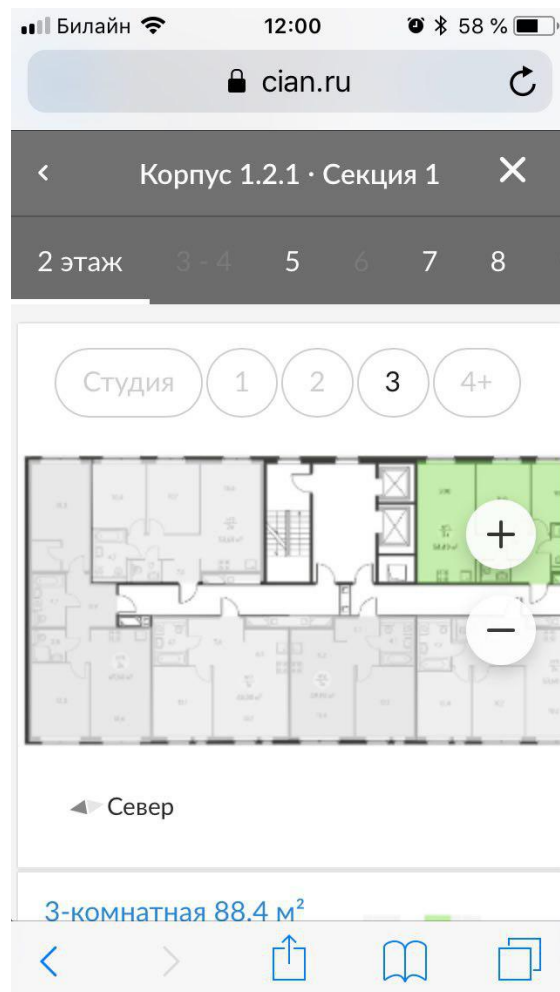 Билайн 12:00 58 %
cian.ru
Корпус 1.2.1 · Секция 1
2 этаж 3 - 4 5 6 7 8
Студия 1 2 3 4+
Север
3-комнатная 88.4 м²